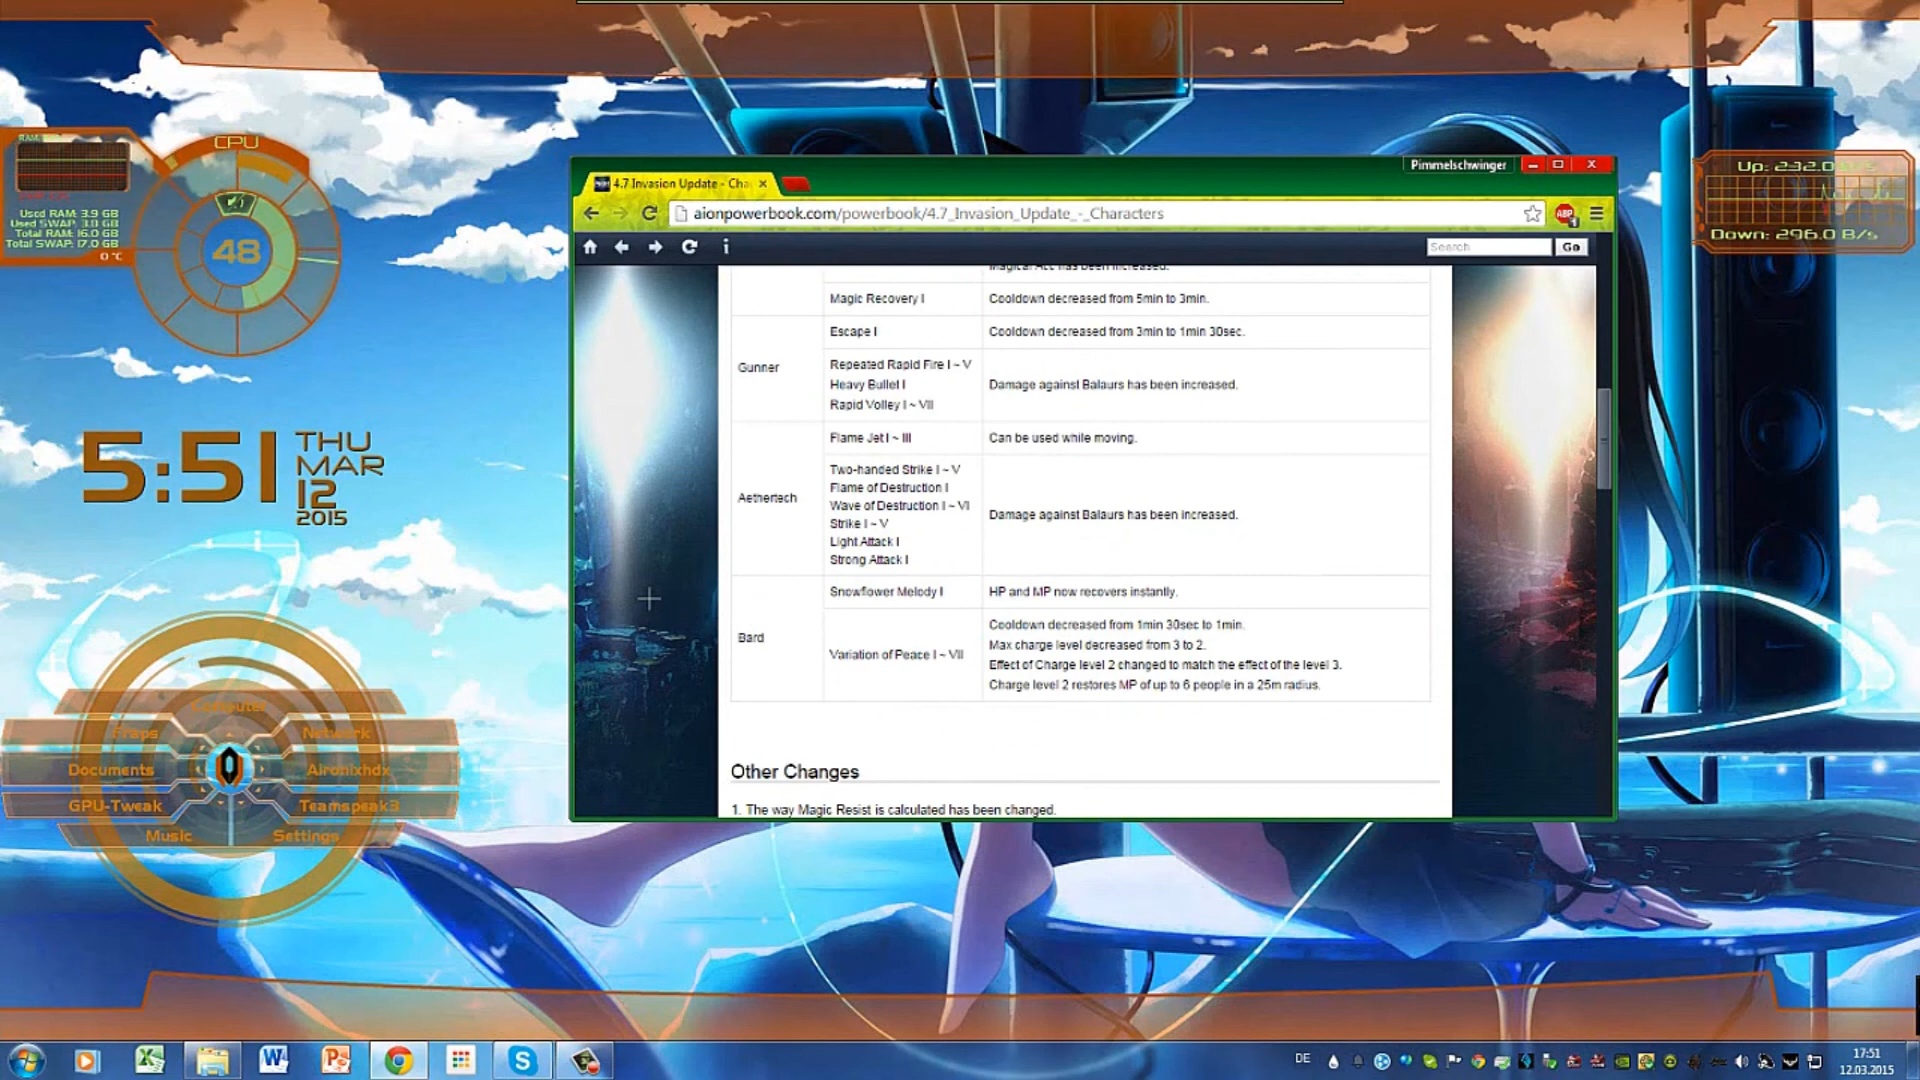 CPU
48
Used RAM: 3.9 GB
Used SWAP: 3.0 GB
Total RAM: 16.0 GB
Total SWAP: 17.0 GB
0°C
5:51
THU
MAR
12
2015
Computer
Fraps
Network
Documents
Aironixhdx
GPU-Tweak
Teamspeak3
Music
Settings
Pimmelschwinger
4.7 Invasion Update - Cha
aionpowerbook.com/powerbook/4.7_Invasion_Update_-_Characters
ABP
Search
Go
Magical Acc has been increased.
Magic Recovery I
Cooldown decreased from 5min to 3min.
Gunner
Escape I
Cooldown decreased from 3min to 1min 30sec.
Repeated Rapid Fire I ~ V
Heavy Bullet I
Rapid Volley I ~ VII
Damage against Balaurs has been increased.
Aethertech
Flame Jet I ~ III
Can be used while moving.
Two-handed Strike I ~ V
Flame of Destruction I
Wave of Destruction I ~ VI
Strike I ~ V
Light Attack I
Strong Attack I
Damage against Balaurs has been increased.
Bard
Snowflower Melody I
HP and MP now recovers instantly.
Variation of Peace I ~ VII
Cooldown decreased from 1min 30sec to 1min.
Max charge level decreased from 3 to 2.
Effect of Charge level 2 changed to match the effect of the level 3.
Charge level 2 restores MP of up to 6 people in a 25m radius.
Other Changes
1. The way Magic Resist is calculated has been changed.
Up: 232.0
Down: 296.0 B/s
DE
17:51
12.03.2015